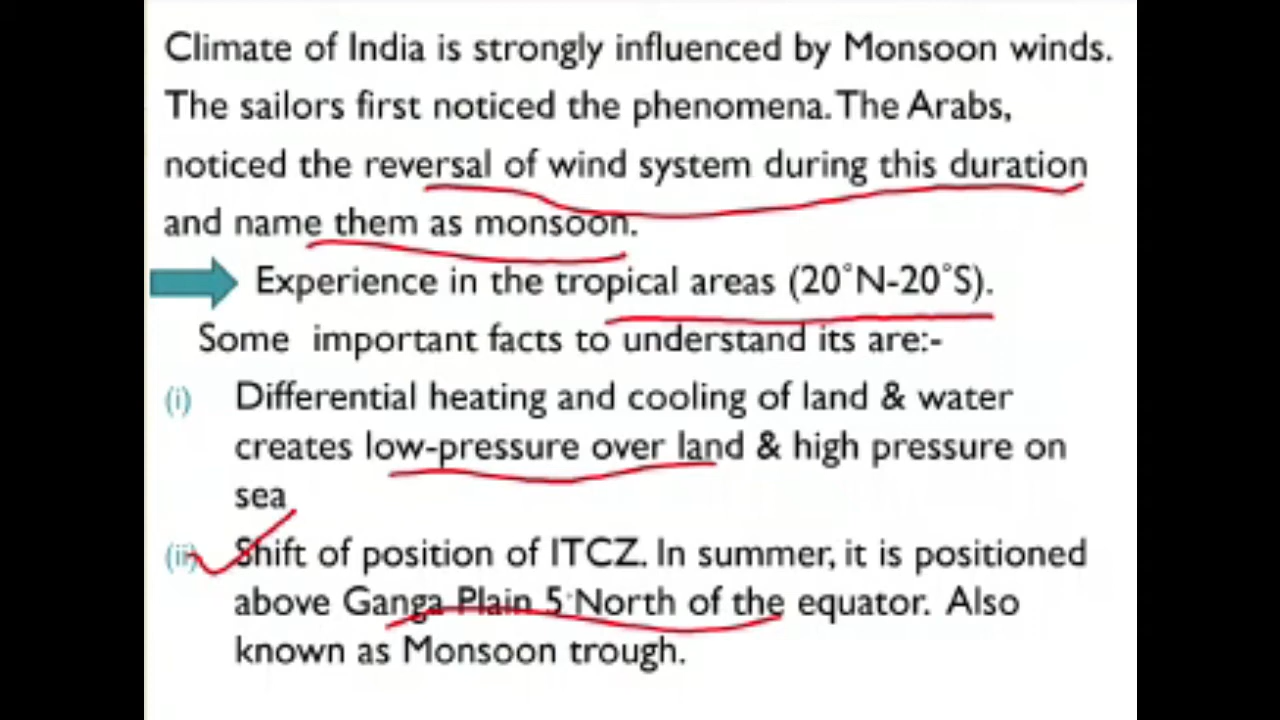 Climate of India is strongly influenced by Monsoon winds.
The sailors first noticed the phenomena. The Arabs,
noticed the reversal of wind system during this duration
and name them as monsoon.
Experience in the tropical areas (20°N-20°S).
Some important facts to understand its are:-
(i) Differential heating and cooling of land & water
creates low-pressure over land & high pressure on
sea
(ii) Shift of position of ITCZ. In summer, it is positioned
above Ganga Plain 5°North of the equator. Also
known as Monsoon trough.